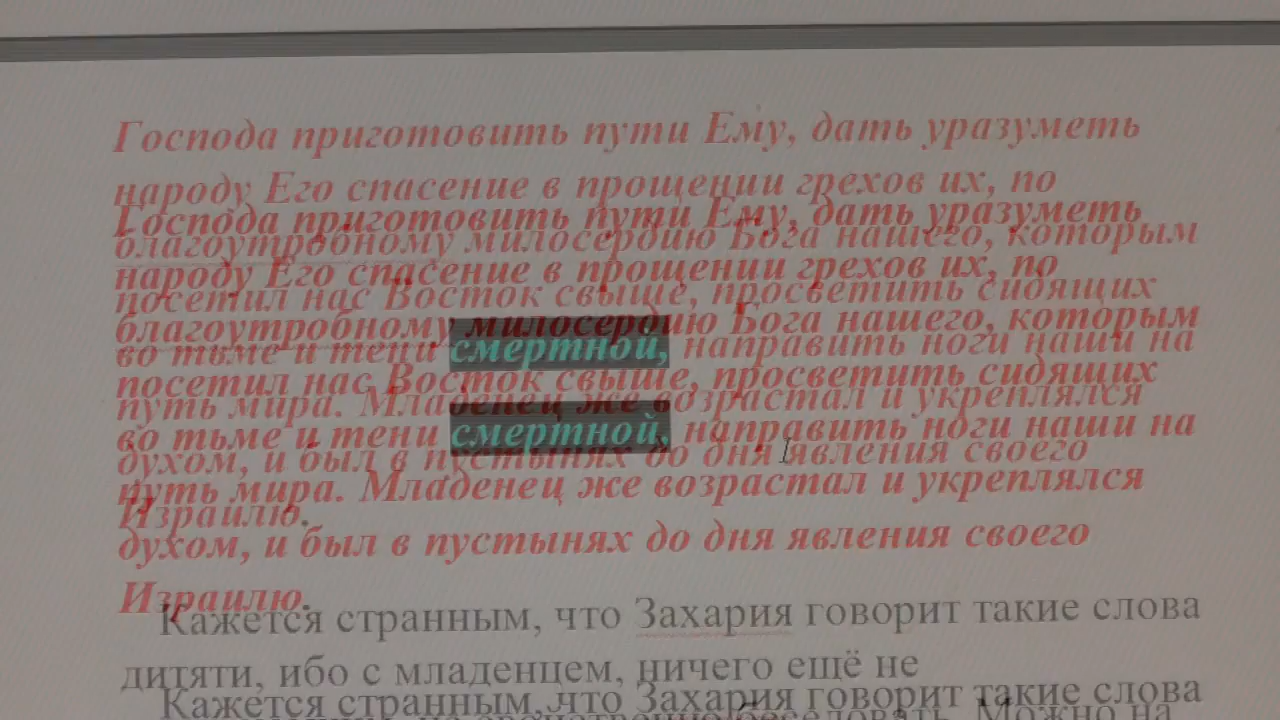 Господа приготовить пути Ему, дать уразуметь
народу Его спасение в прощении грехов их, по
благоутробному милосердию Бога нашего, которым
посетил нас Восток свыше, просветить сидящих
во тьме и тени смертной, направить ноги наши на
путь мира. Младенец же возрастал и укреплялся
духом, и был в пустынях до дня явления своего
Израилю.
Кажется странным, что Захария говорит такие слова
дитяти, ибо с младенцем, ничего ещё не